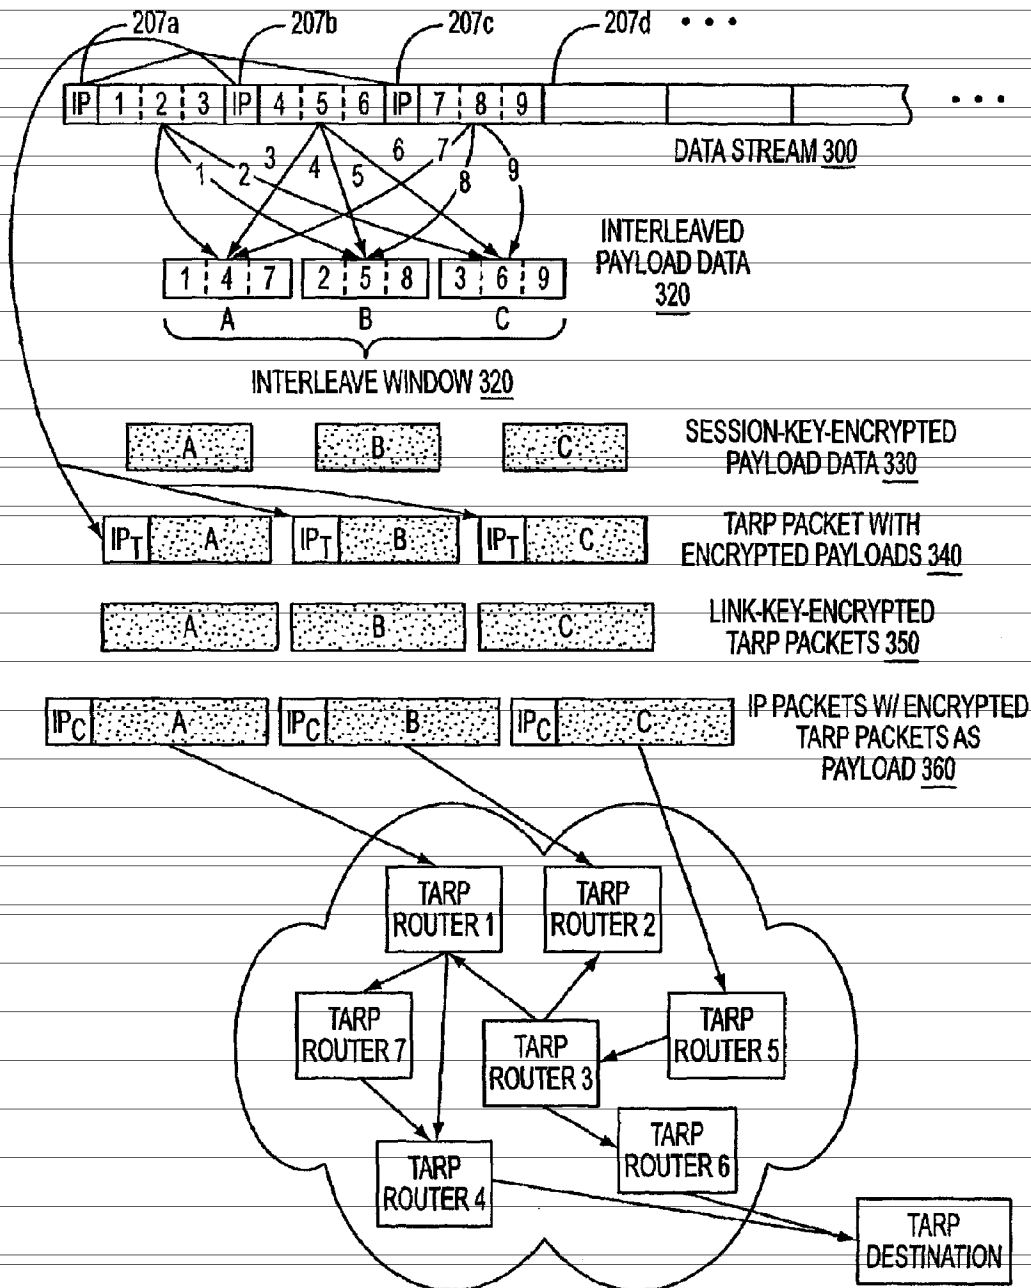 207a 207b 207c 207d • • •
IP 1 2 3 IP 4 5 6 IP 7 8 9 • • •
DATA STREAM 300
1 2 3 4 5 6 7 8 9
INTERLEAVED
PAYLOAD DATA
320
1 4 7 2 5 8 3 6 9
A B C
INTERLEAVE WINDOW 320
A B C
SESSION-KEY-ENCRYPTED
PAYLOAD DATA 330
IPT A IPT B IPT C
TARP PACKET WITH
ENCRYPTED PAYLOADS 340
A B C
LINK-KEY-ENCRYPTED
TARP PACKETS 350
IPC A IPC B IPC C
IP PACKETS W/ ENCRYPTED
TARP PACKETS AS
PAYLOAD 360
TARP
ROUTER 1
TARP
ROUTER 2
TARP
ROUTER 7
TARP
ROUTER 3
TARP
ROUTER 5
TARP
ROUTER 4
TARP
ROUTER 6
TARP
DESTINATION